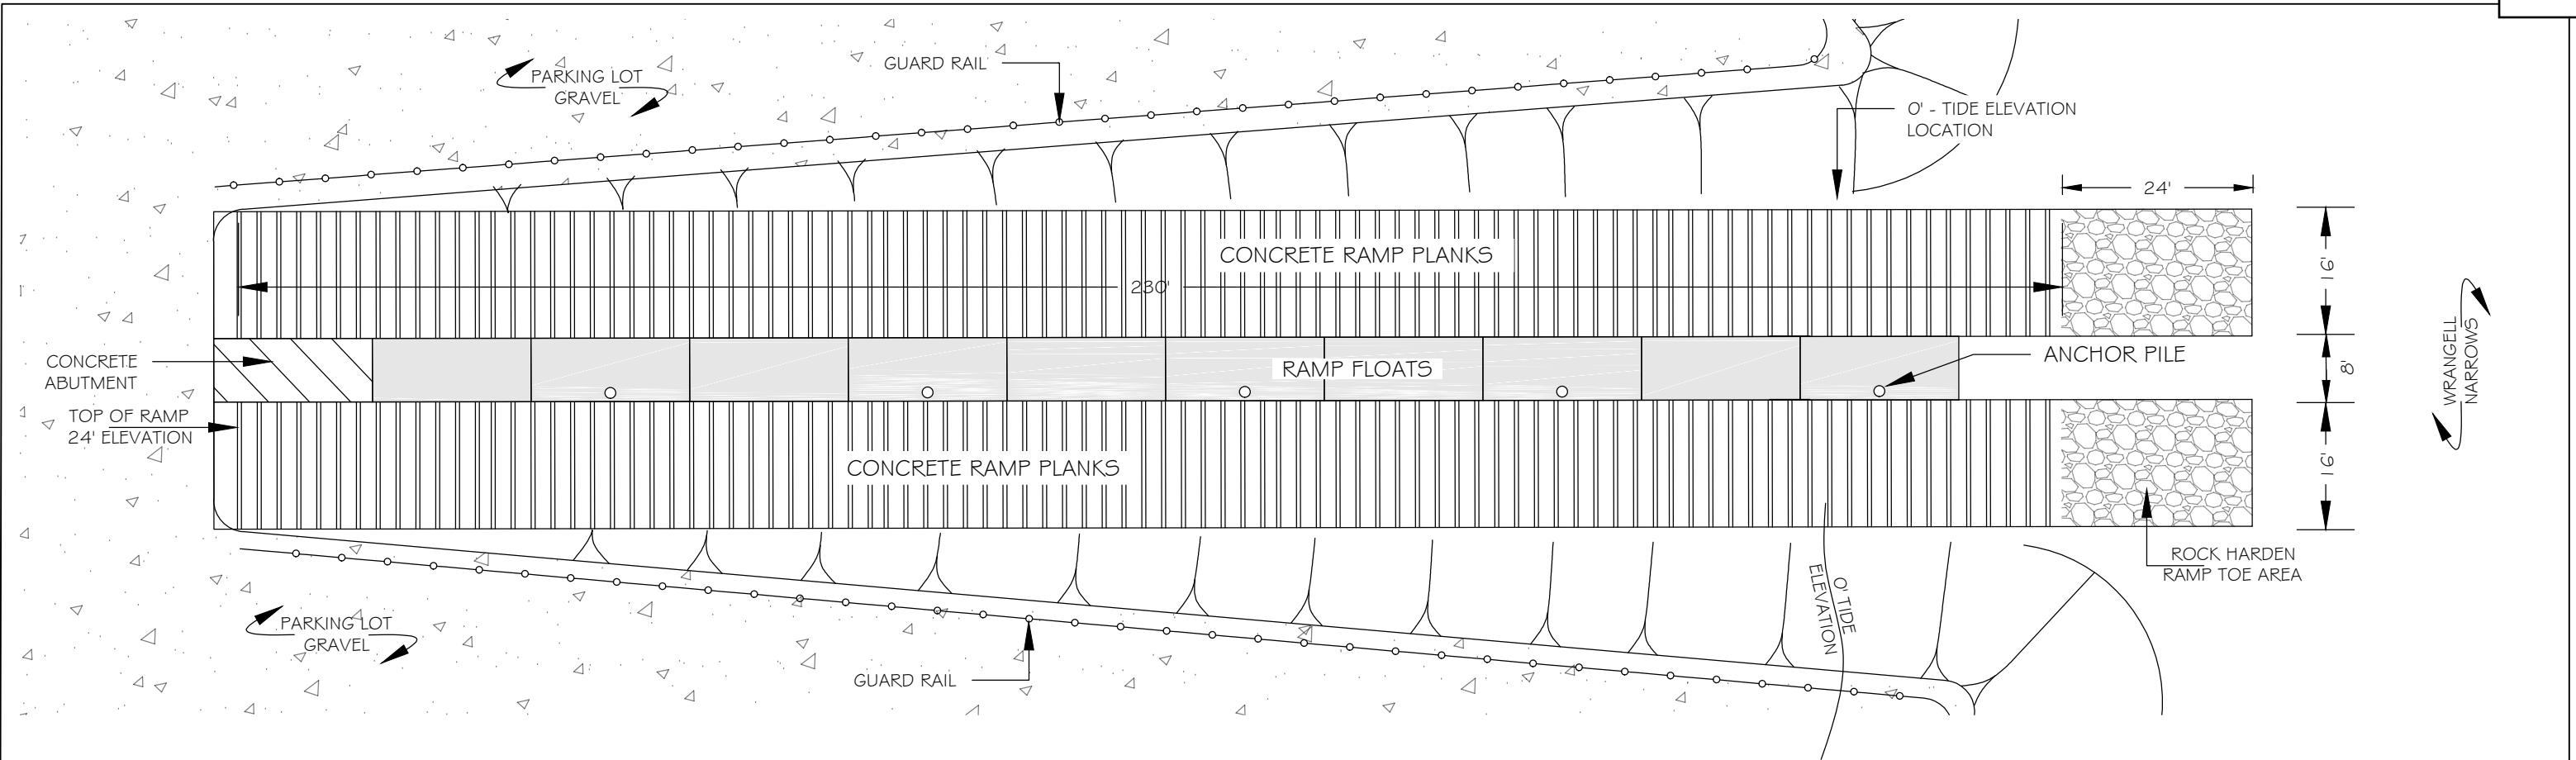 GUARD RAIL
PARKING LOT
GRAVEL
0' - TIDE ELEVATION
LOCATION
24'
CONCRETE RAMP PLANKS
230'
16'
CONCRETE
ABUTMENT
RAMP FLOATS
ANCHOR PILE
8'
WRANGELL
NARROWS
TOP OF RAMP
24' ELEVATION
CONCRETE RAMP PLANKS
16'
ROCK HARDEN
RAMP TOE AREA
0' TIDE
ELEVATION
PARKING LOT
GRAVEL
GUARD RAIL